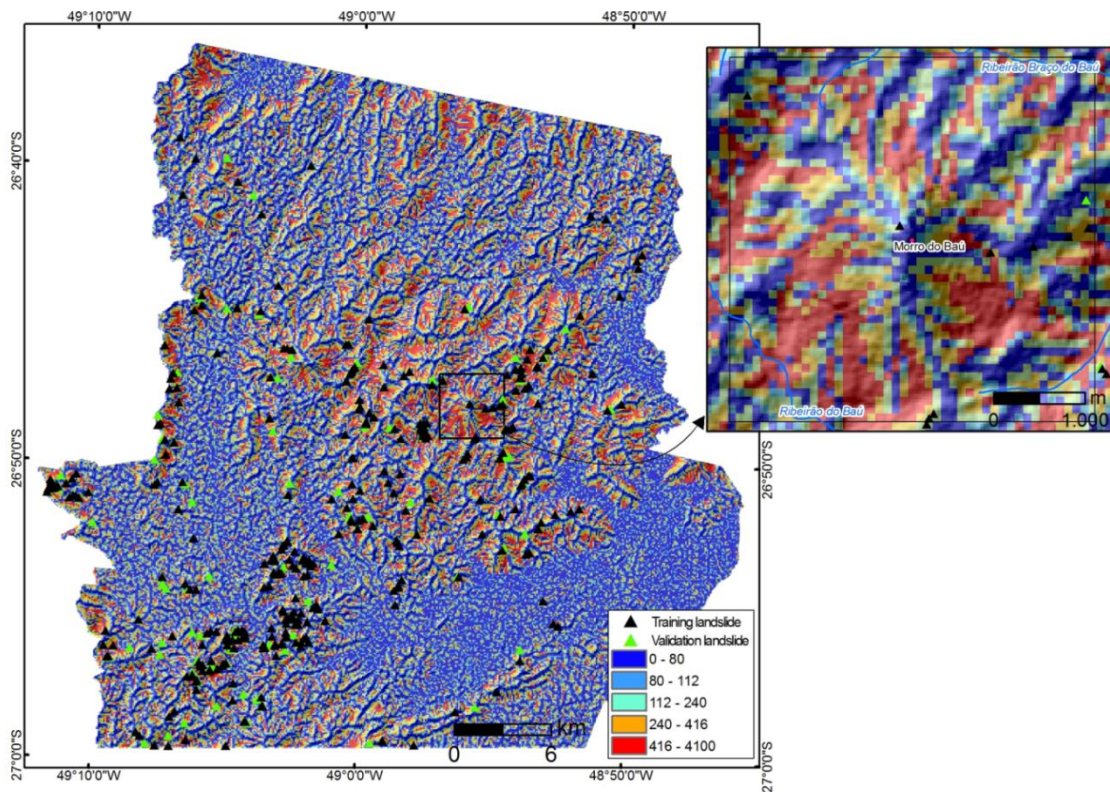 49°10'0"W
49°0'0"W
48°50'0"W
26°40'0"S
26°50'0"S
27°0'0"S
Ribeirão Braço do Baú
Morro do Baú
m
0
1.000
Ribeirão do Baú
26°50'0"S
27°0'0"S
Training landslide
Validation landslide
0 - 80
80 - 112
112 - 240
240 - 416
416 - 4100
km
0
6
49°10'0"W
49°0'0"W
48°50'0"W